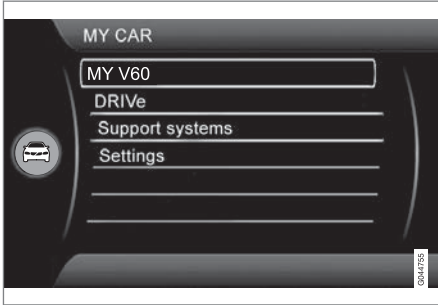 MY CAR
MY V60
DRIVe
Support systems
Settings
G044755